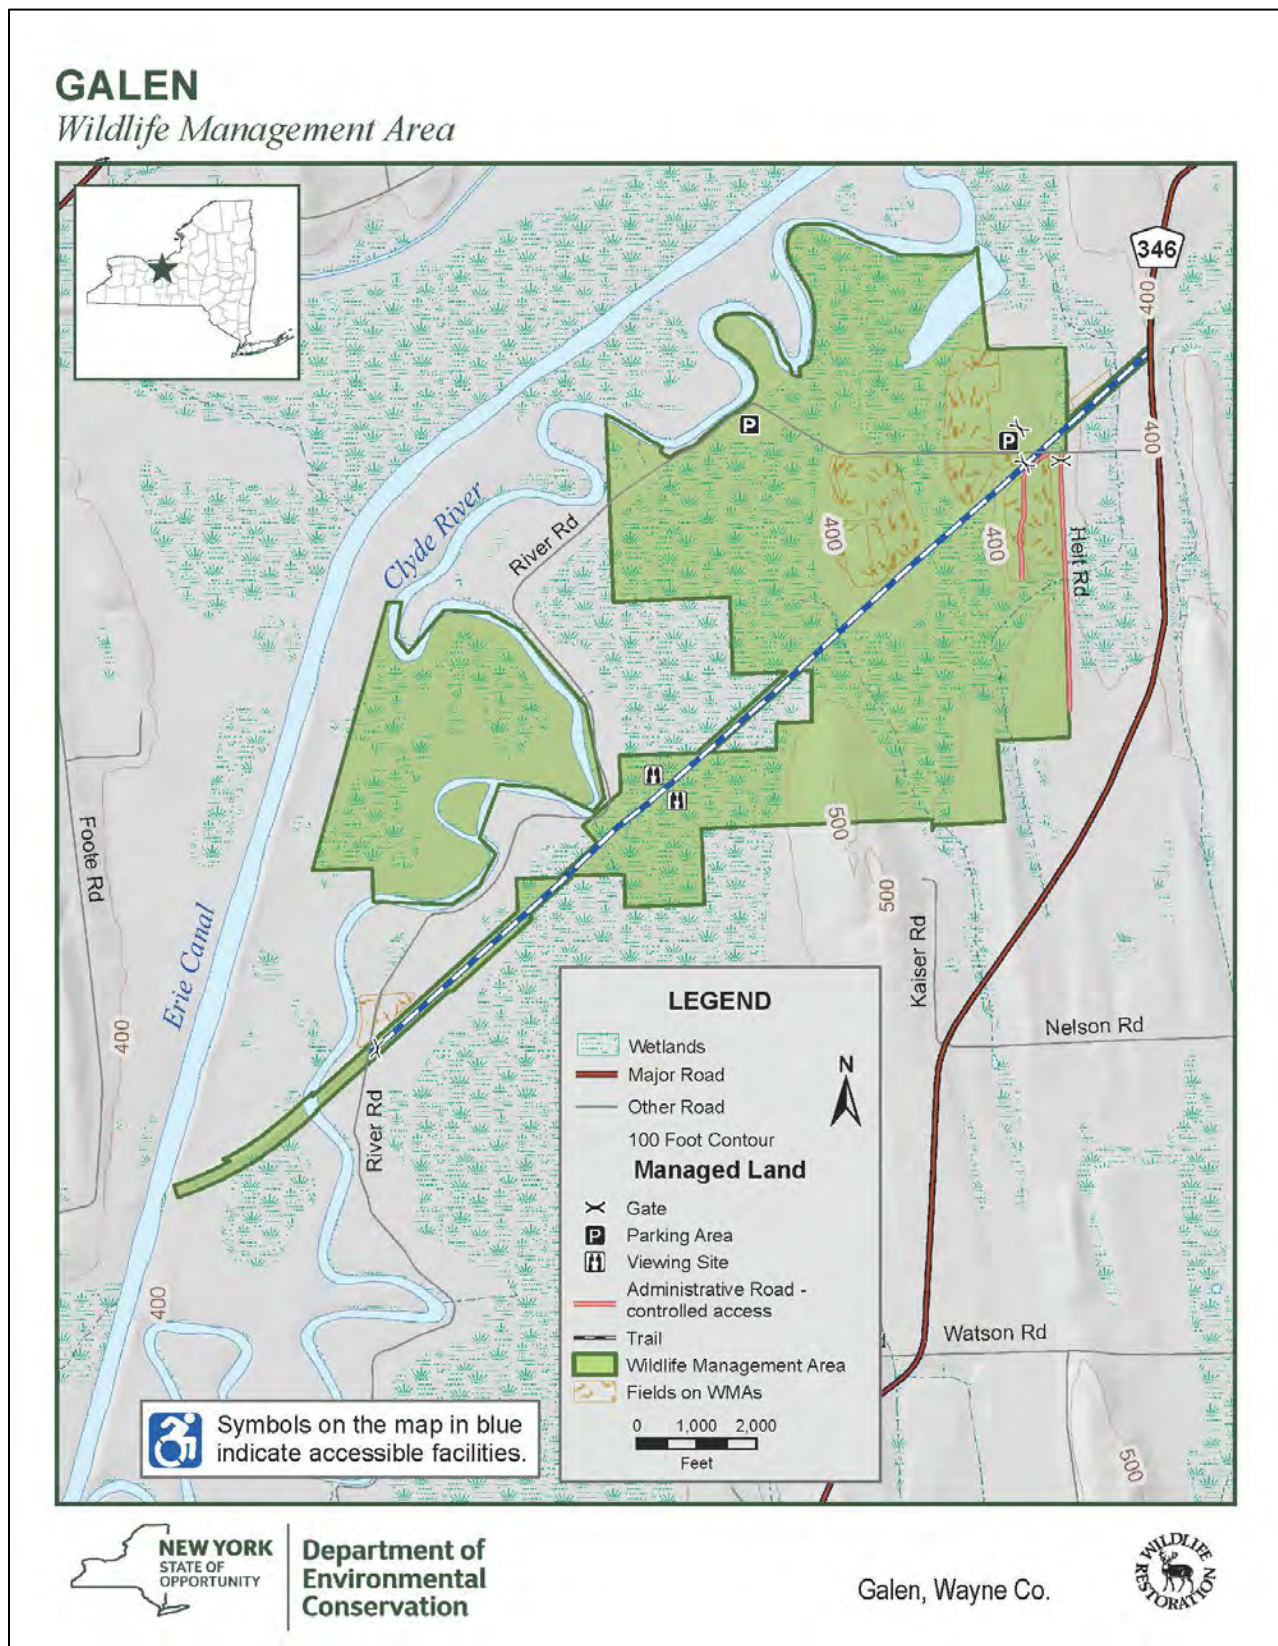 GALEN
Wildlife Management Area
346
400
400
P
P
Clyde River
River Rd
400
400
Heit Rd
Foote Rd
500
500
Erie Canal
Kaiser Rd
400
Nelson Rd
River Rd
400
Watson Rd
500
LEGEND
Wetlands
Major Road
Other Road
100 Foot Contour
N
Managed Land
Gate
P Parking Area
Viewing Site
Administrative Road -
controlled access
Trail
Wildlife Management Area
Fields on WMAs
0 1,000 2,000
Feet
Symbols on the map in blue
indicate accessible facilities.
NEW YORK
STATE OF
OPPORTUNITY
Department of
Environmental
Conservation
Galen, Wayne Co.
WILDLIFE
RESTORATION